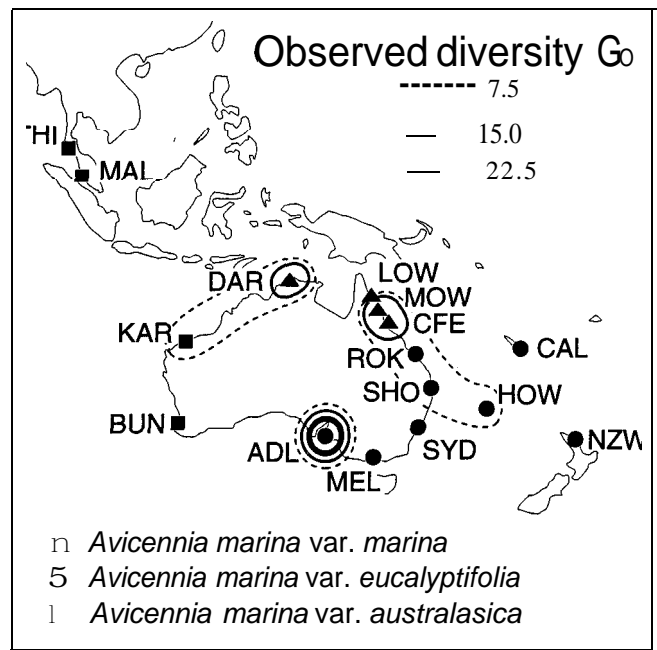 Observed diversity Go
7.5
15.0
22.5
THI
MAL
DAR
LOW
MOW
CFE
KAR
ROK
CAL
SHO
HOW
BUN
ADL
SYD
NZW
MEL
n Avicennia marina var. marina
5 Avicennia marina var. eucalyptifolia
l Avicennia marina var. australasica